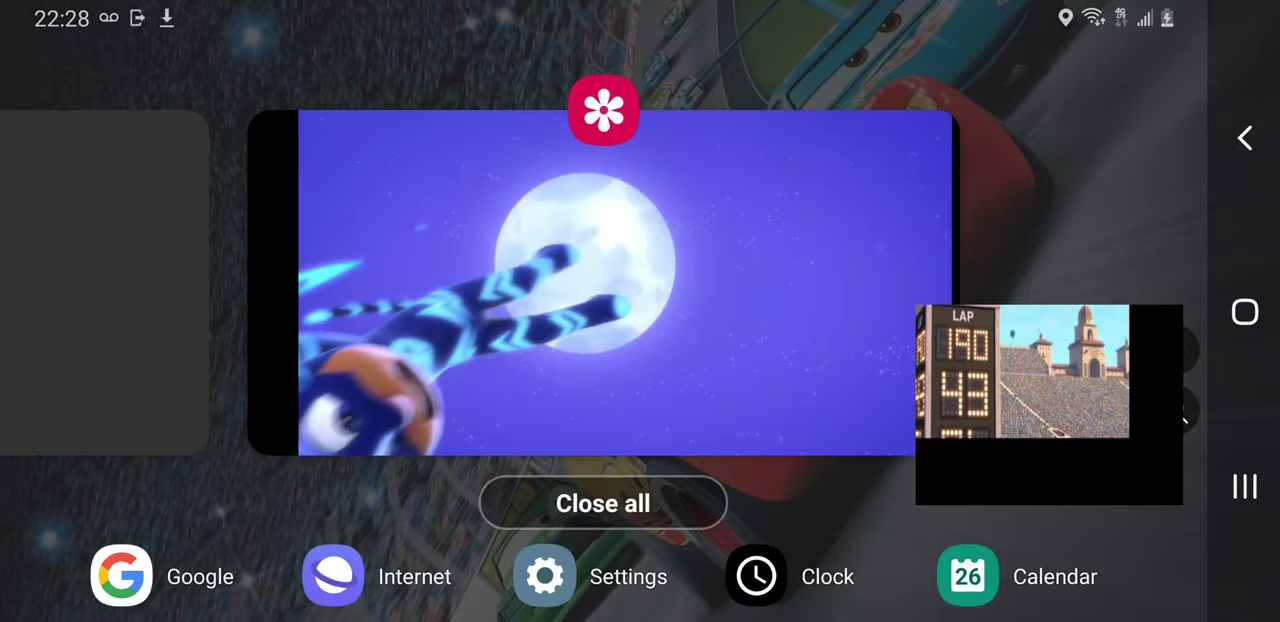 22:28
LAP
190
43
Close all
Google
Internet
Settings
Clock
26
Calendar